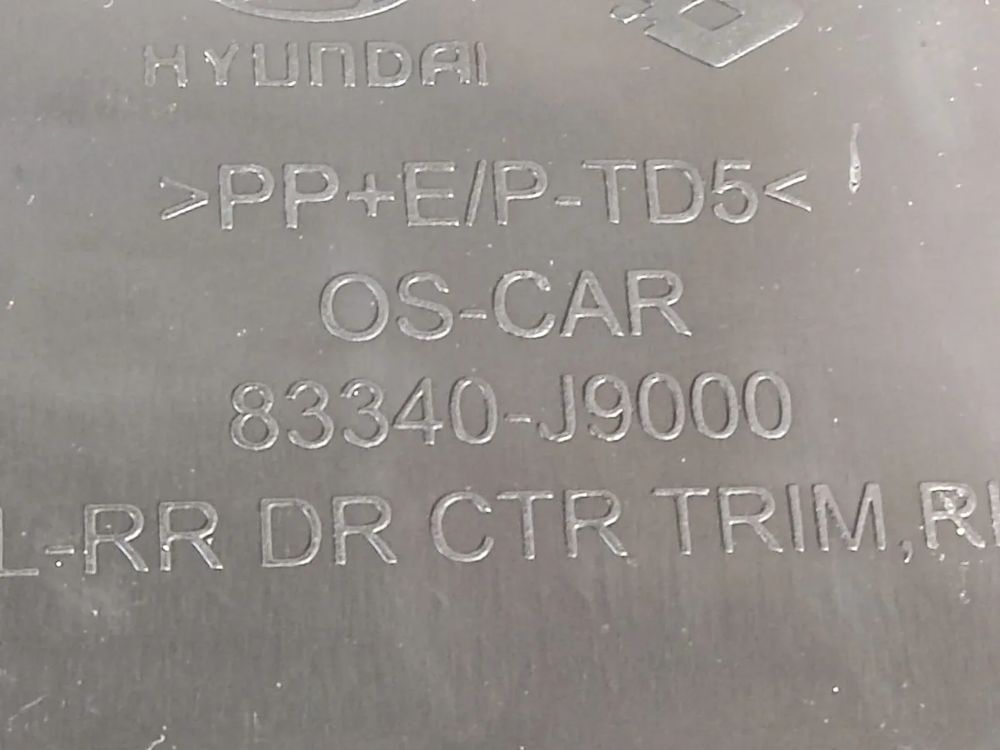 HYUNDAI
>PP+E/P-TD5<
OS-CAR
83340-J9000
L-RR DR CTR TRIM,R